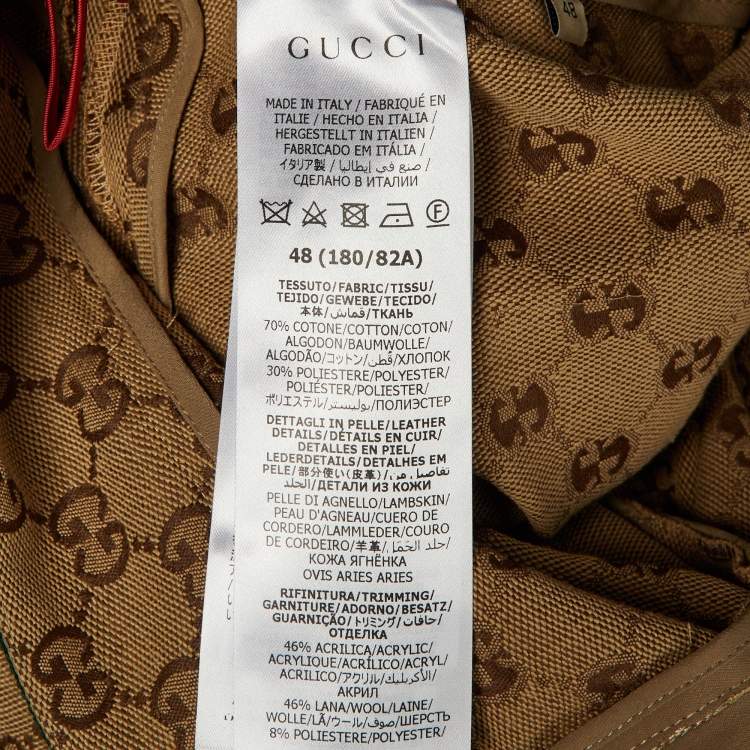 48
GUCCI
MADE IN ITALY / FABRIQUÉ EN
ITALIE / HECHO EN ITALIA /
HERGESTELLT IN ITALIEN /
FABRICADO EM ITÁLIA /
イタリア製 / صنع في إيطاليا /
СДЕЛАНО В ИТАЛИИ
F
48 (180/82A)
TESSUTO/FABRIC/TISSU/
TEJIDO/GEWEBE/TECIDO/
本体/قماش/ТКАНЬ
70% COTONE/COTTON/COTON/
ALGODON/BAUMWOLLE/
ALGODÃO/コットン/قطن/ХЛОПОК
30% POLIESTERE/POLYESTER/
POLIÉSTER/POLYESTER/
ポリエステル/بوليستر/ПОЛИЭСТЕР
DETTAGLI IN PELLE/LEATHER
DETAILS/DÉTAILS EN CUIR/
DETALLES EN PIEL/
LEDERDETAILS/DETALHES EM
PELE/部分使い(皮革)/تفاصيل من
الجلد/ДЕТАЛИ ИЗ КОЖИ
PELLE DI AGNELLO/LAMBSKIN/
PEAU D'AGNEAU/CUERO DE
CORDERO/LAMMLEDER/COURO
DE CORDEIRO/羊革/جلد الحَمَل/
КОЖА ЯГНЁНКА
OVIS ARIES ARIES
RIFINITURA/TRIMMING/
GARNITURE/ADORNO/BESATZ/
GUARNIÇÃO/トリミング/حافات/
ОТДЕЛКА
46% ACRILICA/ACRYLIC/
ACRYLIQUE/ACRÍLICO/ACRYL/
ACRÍLICO/アクリル/الأكريليك/
АКРИЛ
46% LANA/WOOL/LAINE/
WOLLE/LÃ/ウール/صوف/ШЕРСТЬ
8% POLIESTERE/POLYESTER/